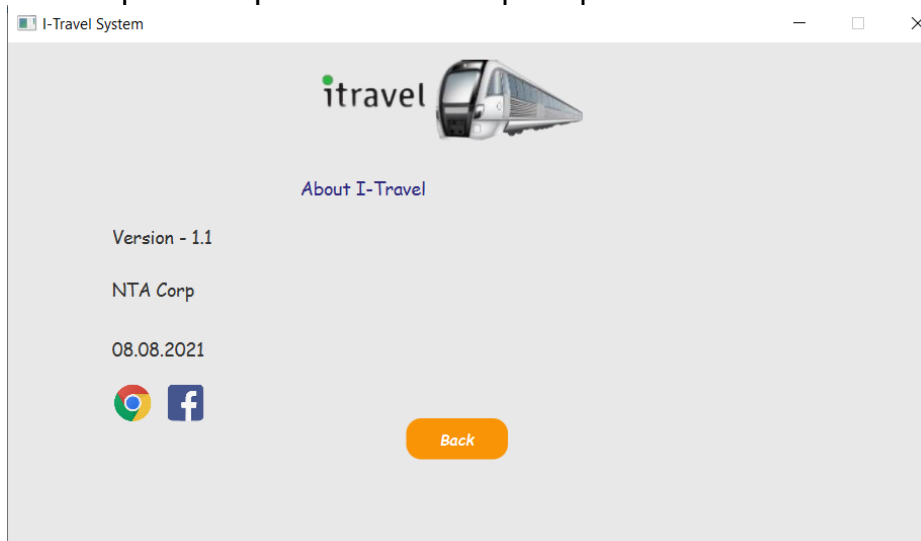 I-Travel System
itravel
About I-Travel
Version - 1.1
NTA Corp
08.08.2021
Back